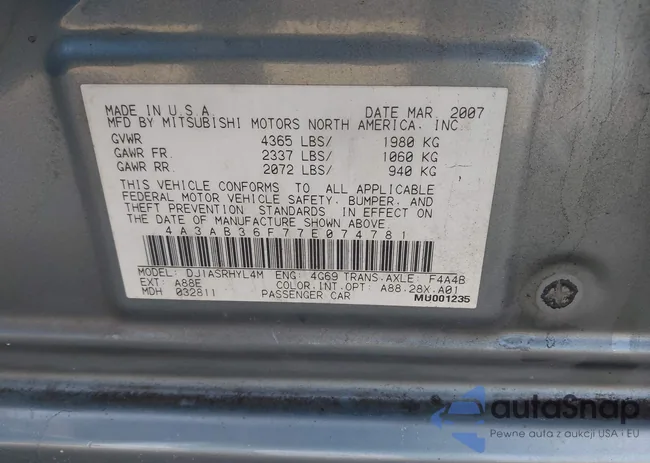 MADE IN U.S.A. DATE MAR 2007
MFD BY MITSUBISHI MOTORS NORTH AMERICA, INC
GVWR 4365 LBS/ 1980 KG
GAWR FR. 2337 LBS/ 1060 KG
GAWR RR. 2072 LBS/ 940 KG
THIS VEHICLE CONFORMS TO ALL APPLICABLE
FEDERAL MOTOR VEHICLE SAFETY, BUMPER, AND
THEFT PREVENTION STANDARDS IN EFFECT ON
THE DATE OF MANUFACTURE SHOWN ABOVE.
4A3AB36F77E074781
MODEL: DJIASRHYL4M ENG: 4G69 TRANS.AXLE: F4A4B
EXT: A88E COLOR.INT.OPT: A88.28X.A01
MDH 032811 PASSENGER CAR MU001235
autoSnap
Pewne auta z aukcji USA i EU